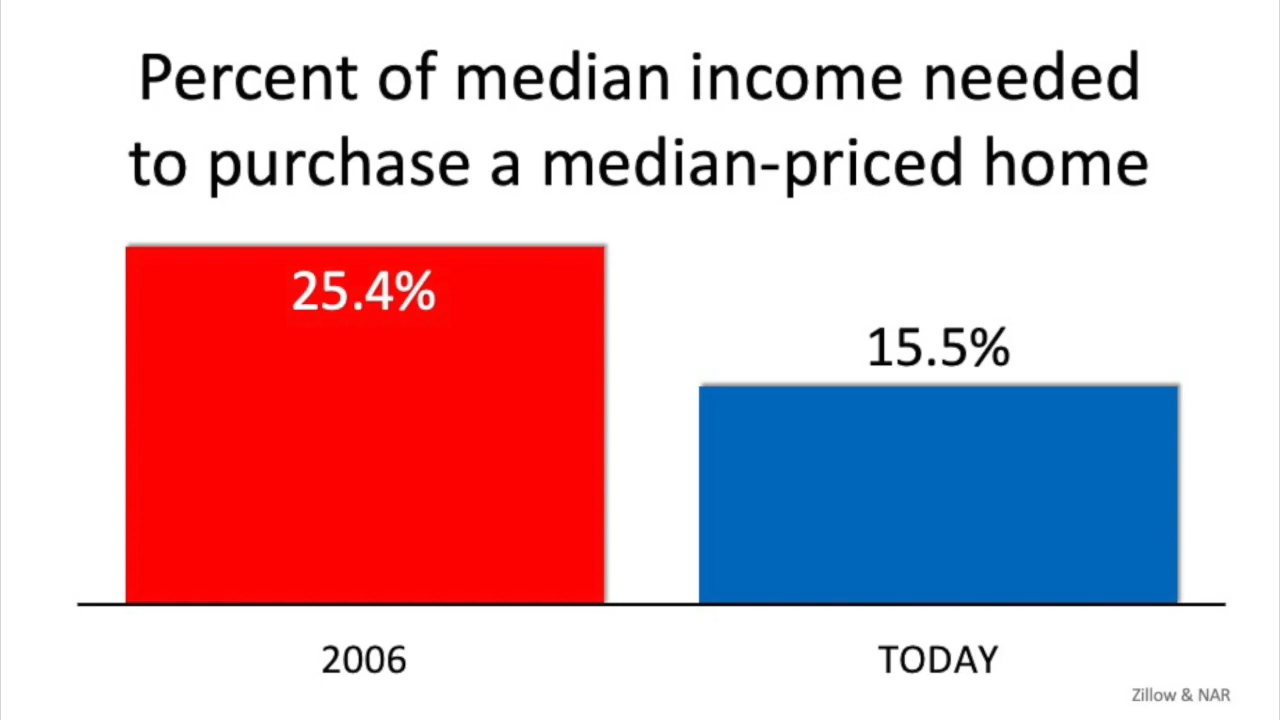 Percent of median income needed
to purchase a median-priced home
25.4%
15.5%
2006
TODAY
Zillow & NAR